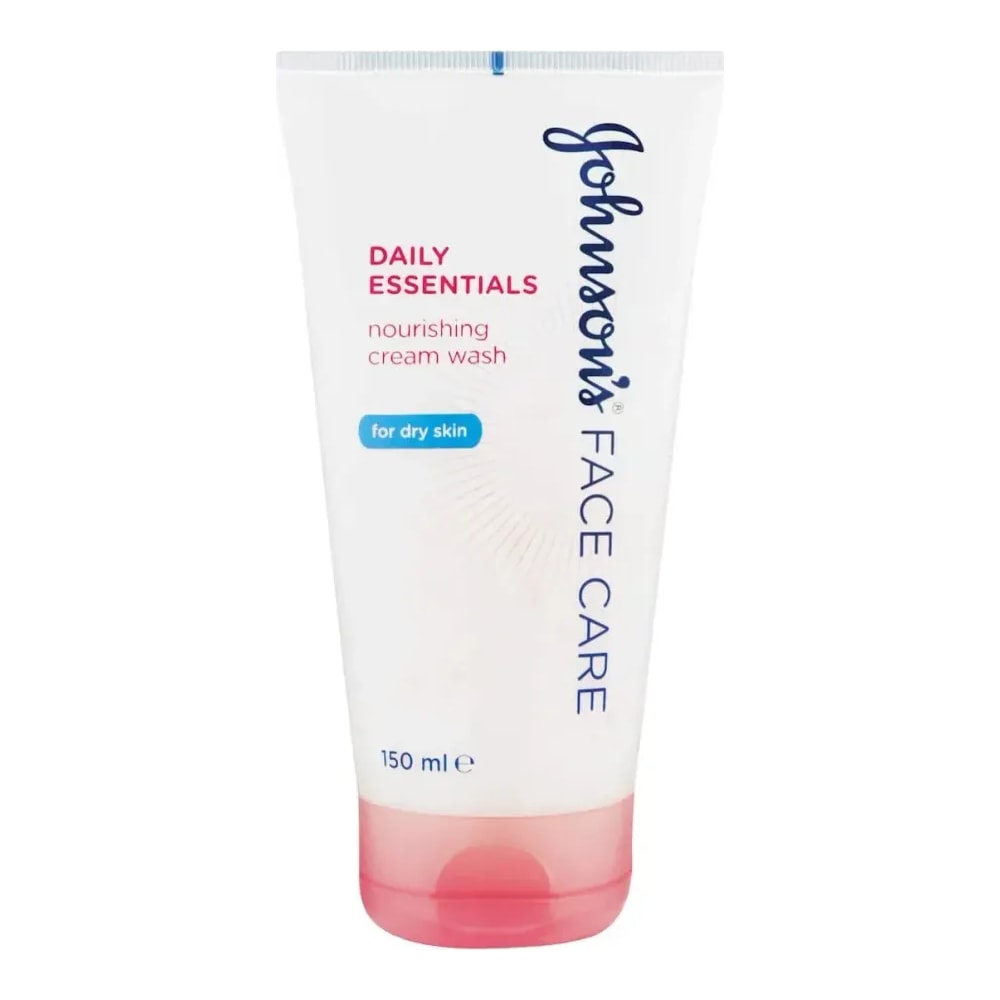 DAILY
ESSENTIALS
nourishing
cream wash
for dry skin
Johnson's® FACE CARE
150 ml ℮